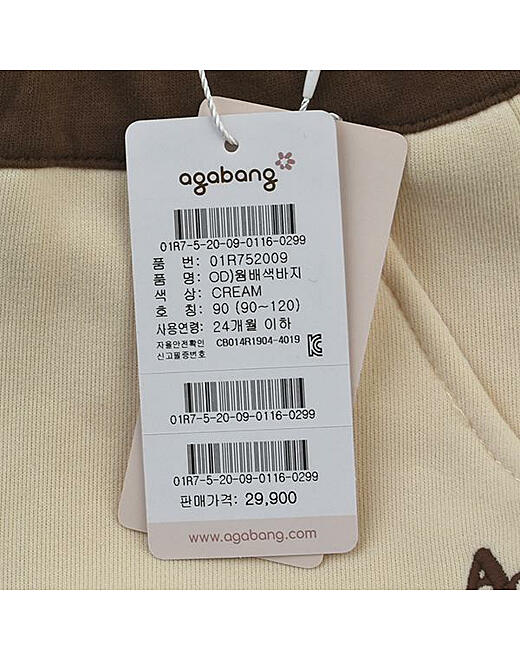 agabang
01R7-5-20-09-0116-0299
품 번: 01R752009
품 명: OD)웜배색바지
색 상: CREAM
호 칭: 90 (90~120)
사용연령: 24개월 이하
자율안전확인
신고필증번호 CB014R1904-4019
01R7-5-20-09-0116-0299
01R7-5-20-09-0116-0299
판매가격: 29,900
www.agabang.com